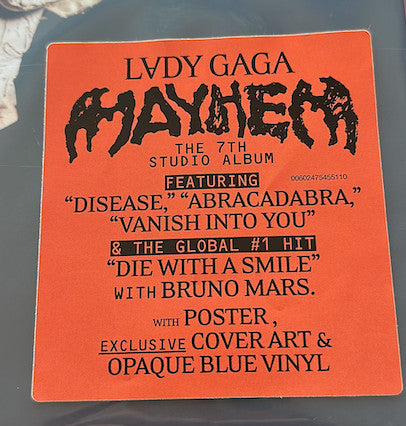 L∀DY GAGA
MAYHEM
THE 7TH
STUDIO ALBUM
FEATURING
00602475455110
“DISEASE,” “ABRACADABRA,”
“VANISH INTO YOU”
& THE GLOBAL #1 HIT
“DIE WITH A SMILE”
WITH BRUNO MARS.
WITH POSTER,
EXCLUSIVE COVER ART &
OPAQUE BLUE VINYL